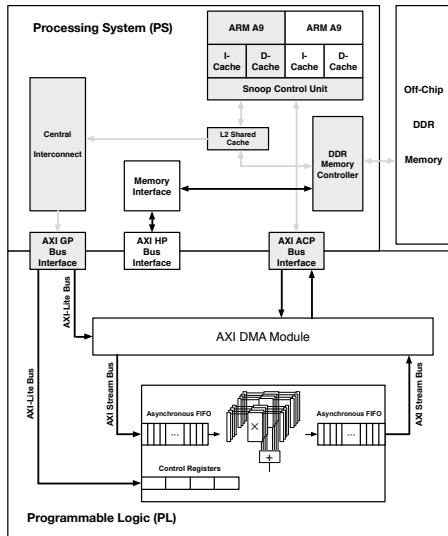 Processing System (PS)
ARM A9
ARM A9
I-
Cache
D-
Cache
I-
Cache
D-
Cache
Snoop Control Unit
L2 Shared
Cache
Central
Interconnect
Memory
Interface
DDR
Memory
Controller
Off-Chip
DDR
Memory
AXI GP
Bus
Interface
AXI HP
Bus
Interface
AXI ACP
Bus
Interface
AXI-Lite Bus
AXI-Lite Bus
AXI DMA Module
AXI Stream Bus
AXI Stream Bus
Asynchronous FIFO
...
×
+
Asynchronous FIFO
...
Control Registers
Programmable Logic (PL)